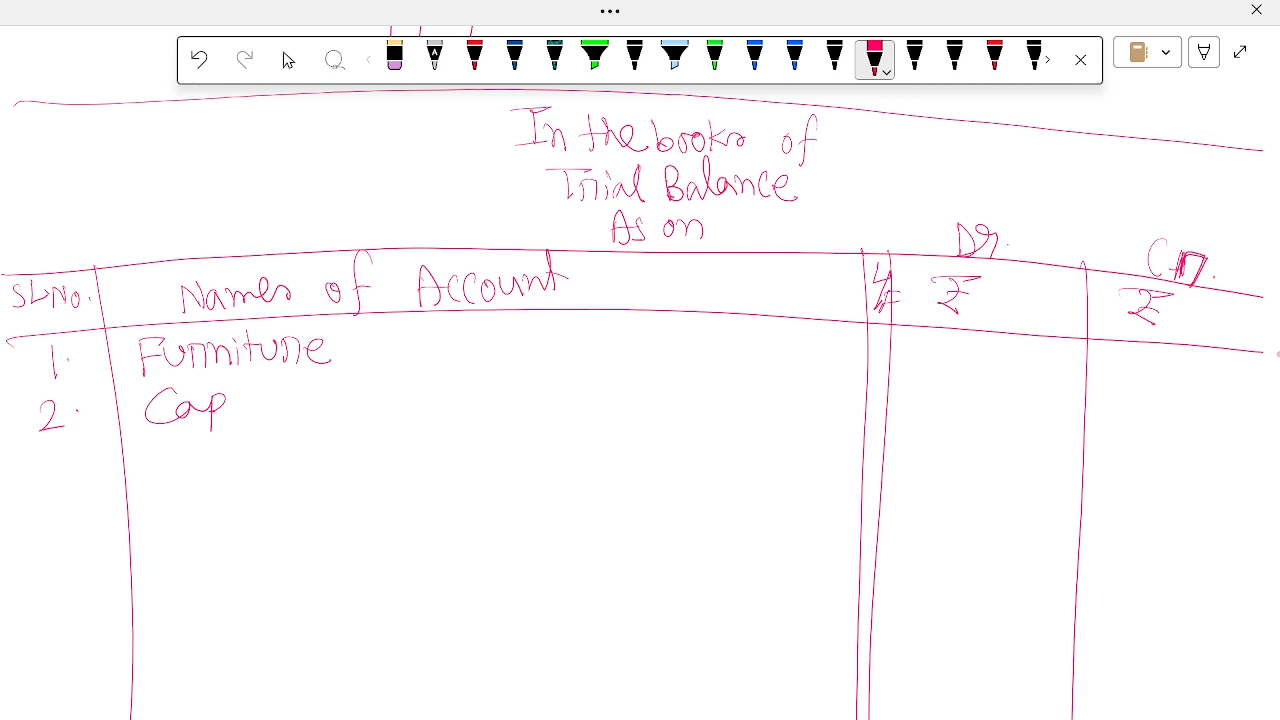 In the books of
Trial Balance
As on
Dr. Cr.
SL No. Names of Account L/F ₹ ₹
1. Furniture
2. Cap